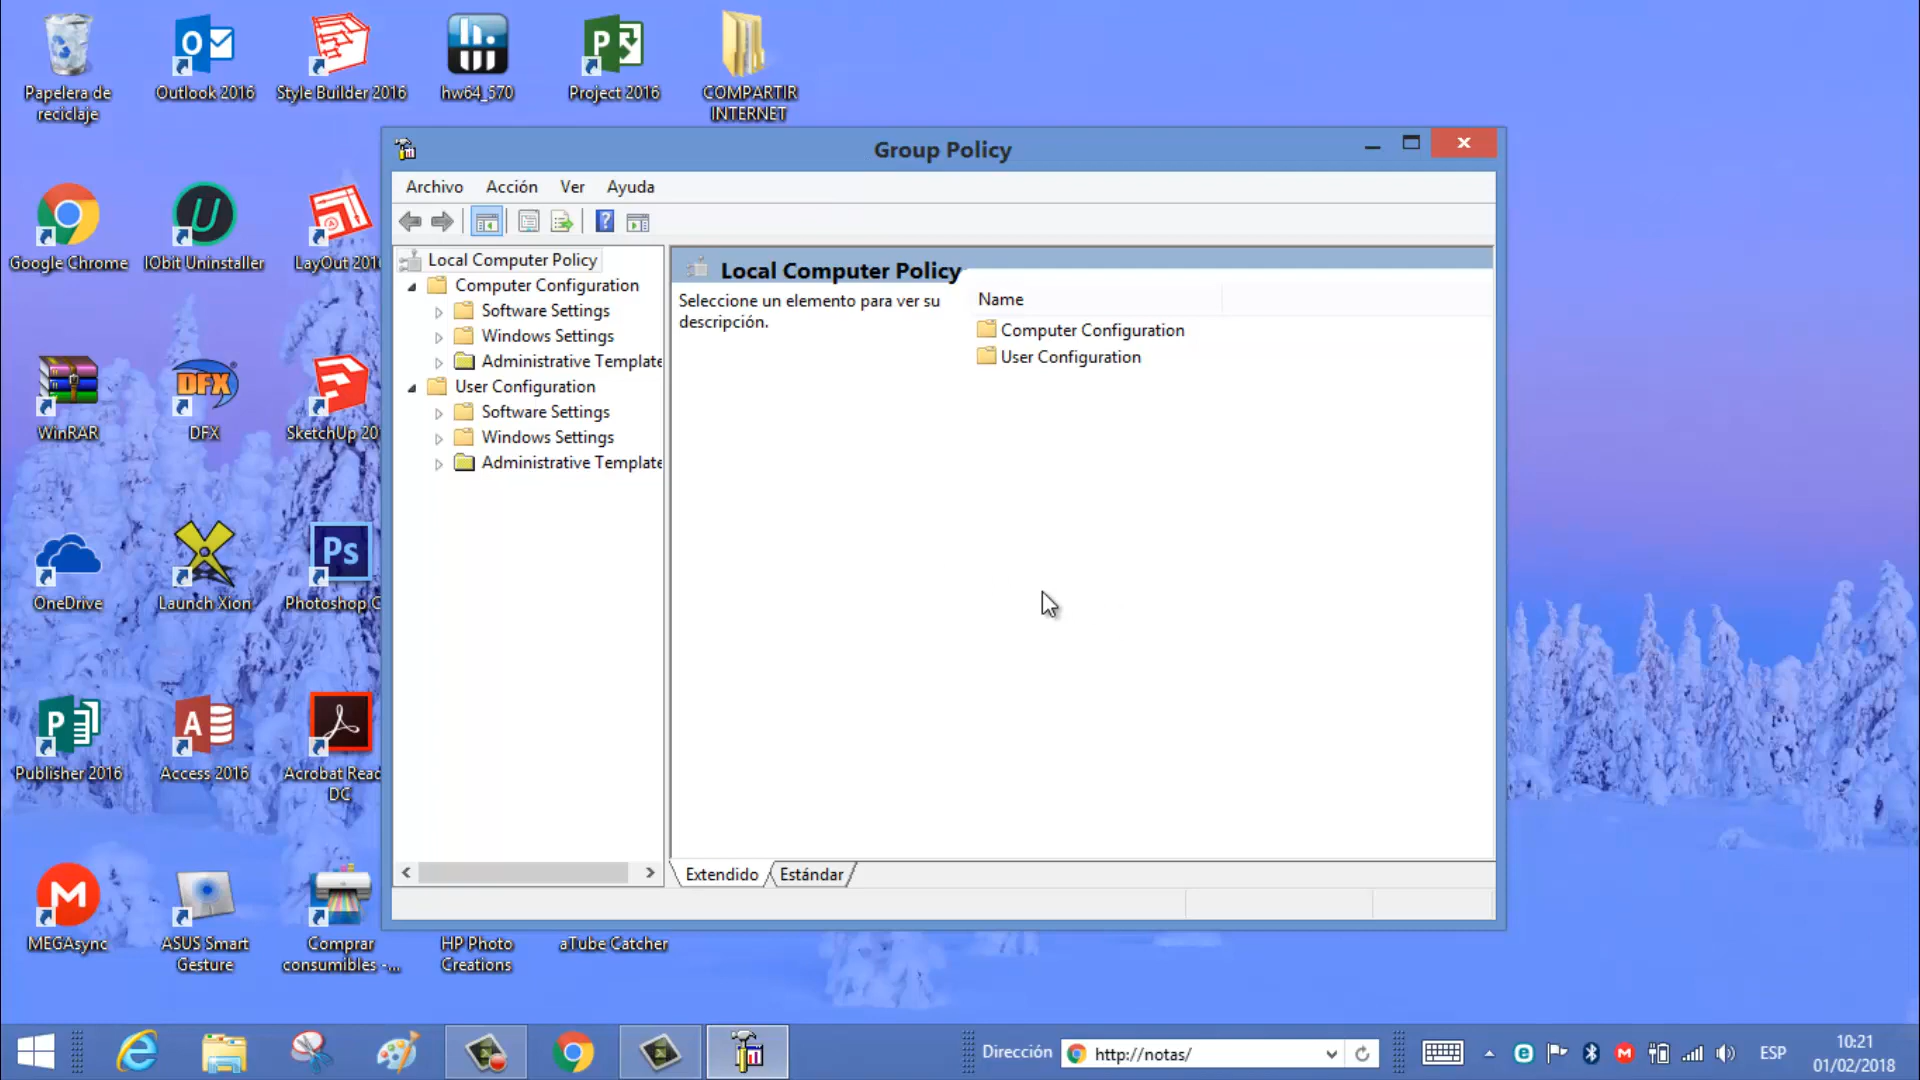 Papelera de
reciclaje
Outlook 2016
Style Builder 2016
hw64_570
Project 2016
COMPARTIR
INTERNET
Google Chrome
IObit Uninstaller
LayOut 201
WinRAR
DFX
DFX
SketchUp 20
OneDrive
Launch Xion
Ps
Photoshop C
Publisher 2016
Access 2016
Acrobat Read
DC
MEGAsync
ASUS Smart
Gesture
Comprar
consumibles -...
HP Photo
Creations
aTube Catcher
Group Policy
Archivo Acción Ver Ayuda
Local Computer Policy
Computer Configuration
Software Settings
Windows Settings
Administrative Template
User Configuration
Software Settings
Windows Settings
Administrative Template
Local Computer Policy
Seleccione un elemento para ver su
descripción.
Name
Computer Configuration
User Configuration
Extendido Estándar
Dirección http://notas/
ESP
10:21
01/02/2018